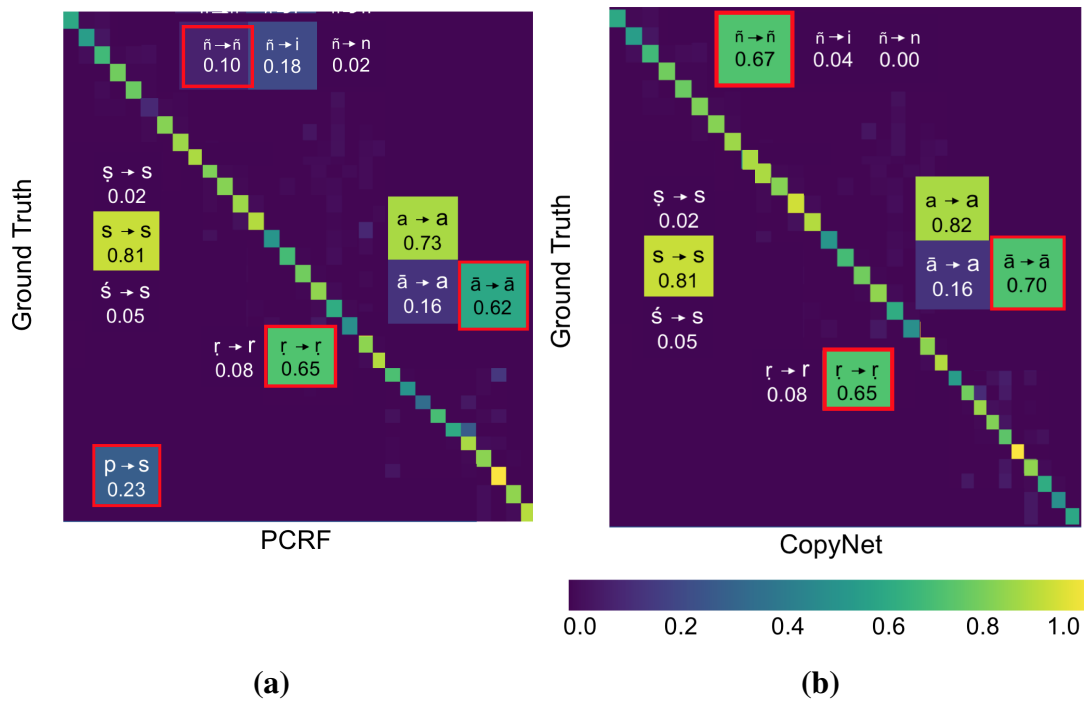 ñ → ñ
0.10
ñ → i
0.18
ñ → n
0.02
ṣ → s
0.02
s → s
0.81
ś → s
0.05
a → a
0.73
ā → a
0.16
ā → ā
0.62
ṛ → r
0.08
ṛ → ṛ
0.65
p → s
0.23
Ground Truth
PCRF
(a)
ñ → ñ
0.67
ñ → i
0.04
ñ → n
0.00
ṣ → s
0.02
s → s
0.81
ś → s
0.05
a → a
0.82
ā → a
0.16
ā → ā
0.70
ṛ → r
0.08
ṛ → ṛ
0.65
Ground Truth
CopyNet
0.0 0.2 0.4 0.6 0.8 1.0
(b)